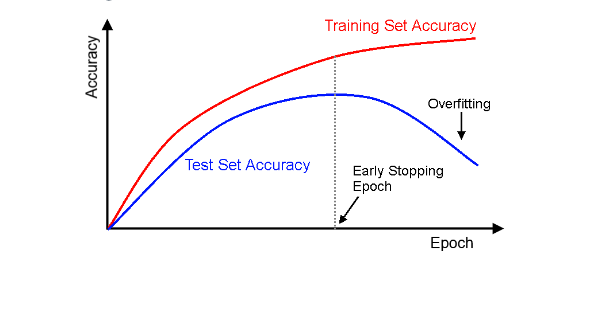 Training Set Accuracy
Accuracy
Overfitting
Test Set Accuracy
Early Stopping
Epoch
Epoch